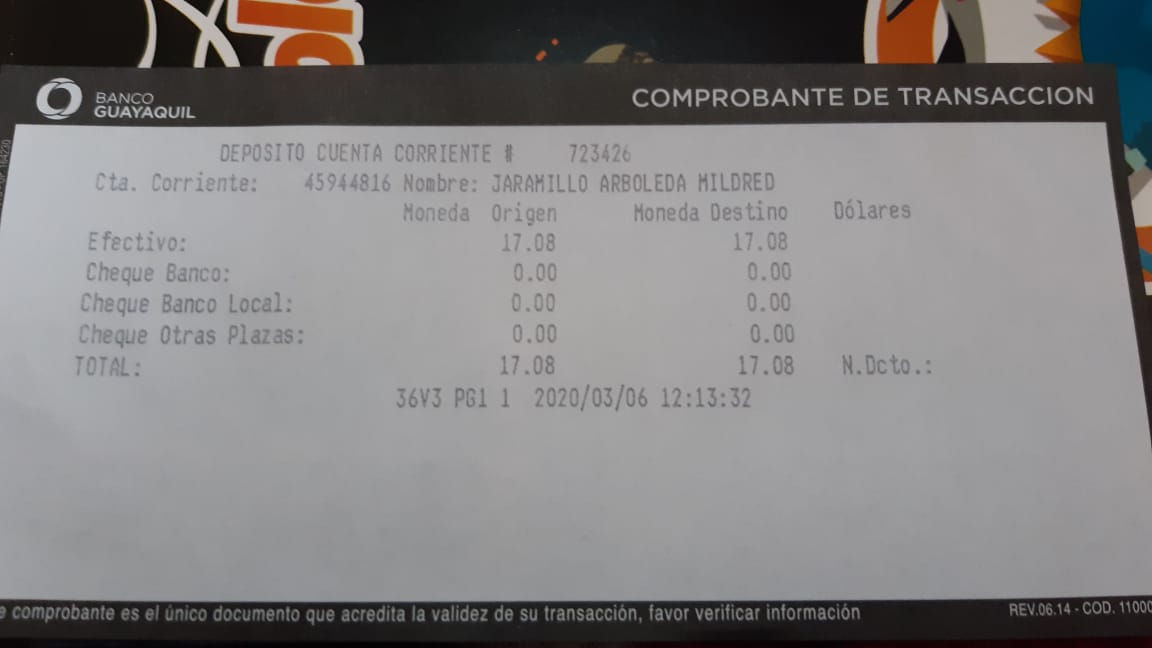 BANCO
GUAYAQUIL
COMPROBANTE DE TRANSACCION
DEPOSITO CUENTA CORRIENTE # 723426
Cta. Corriente: 45944816 Nombre: JARAMILLO ARBOLEDA MILDRED
Moneda Origen Moneda Destino Dólares
Efectivo: 17.08 17.08
Cheque Banco: 0.00 0.00
Cheque Banco Local: 0.00 0.00
Cheque Otras Plazas: 0.00 0.00
TOTAL: 17.08 17.08 N.Dcto.:
36V3 PG1 1 2020/03/06 12:13:32
comprobante es el único documento que acredita la validez de su transacción, favor verificar información
REV.06.14 - COD. 11000